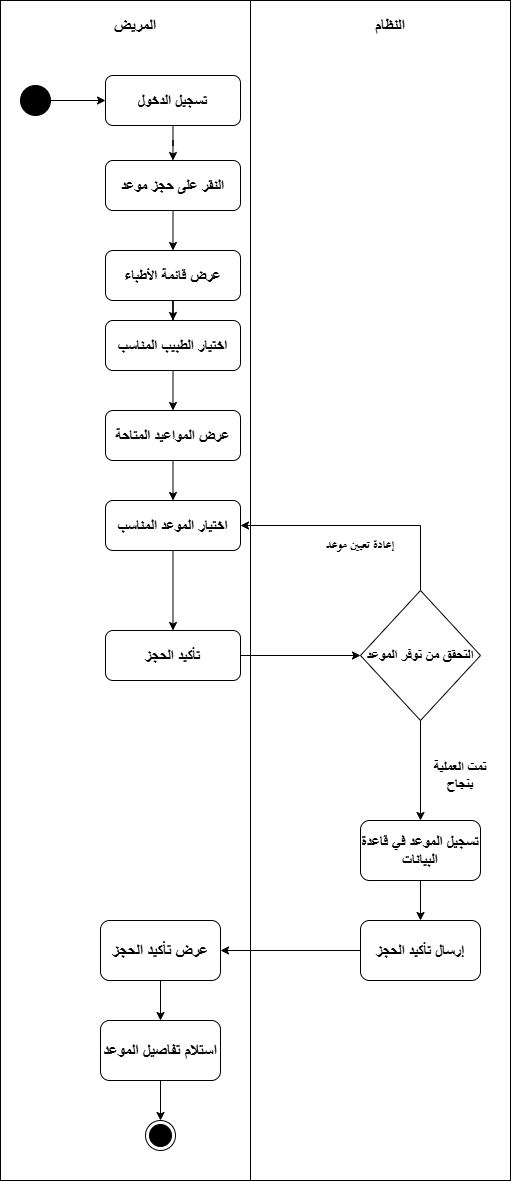 المريض
النظام
تسجيل الدخول
النقر على حجز موعد
عرض قائمة الأطباء
اختيار الطبيب المناسب
عرض المواعيد المتاحة
اختيار الموعد المناسب
إعادة تعيين موعد
تأكيد الحجز
التحقق من توفر الموعد
تمت العملية
بنجاح
تسجيل الموعد في قاعدة
البيانات
إرسال تأكيد الحجز
عرض تأكيد الحجز
استلام تفاصيل الموعد